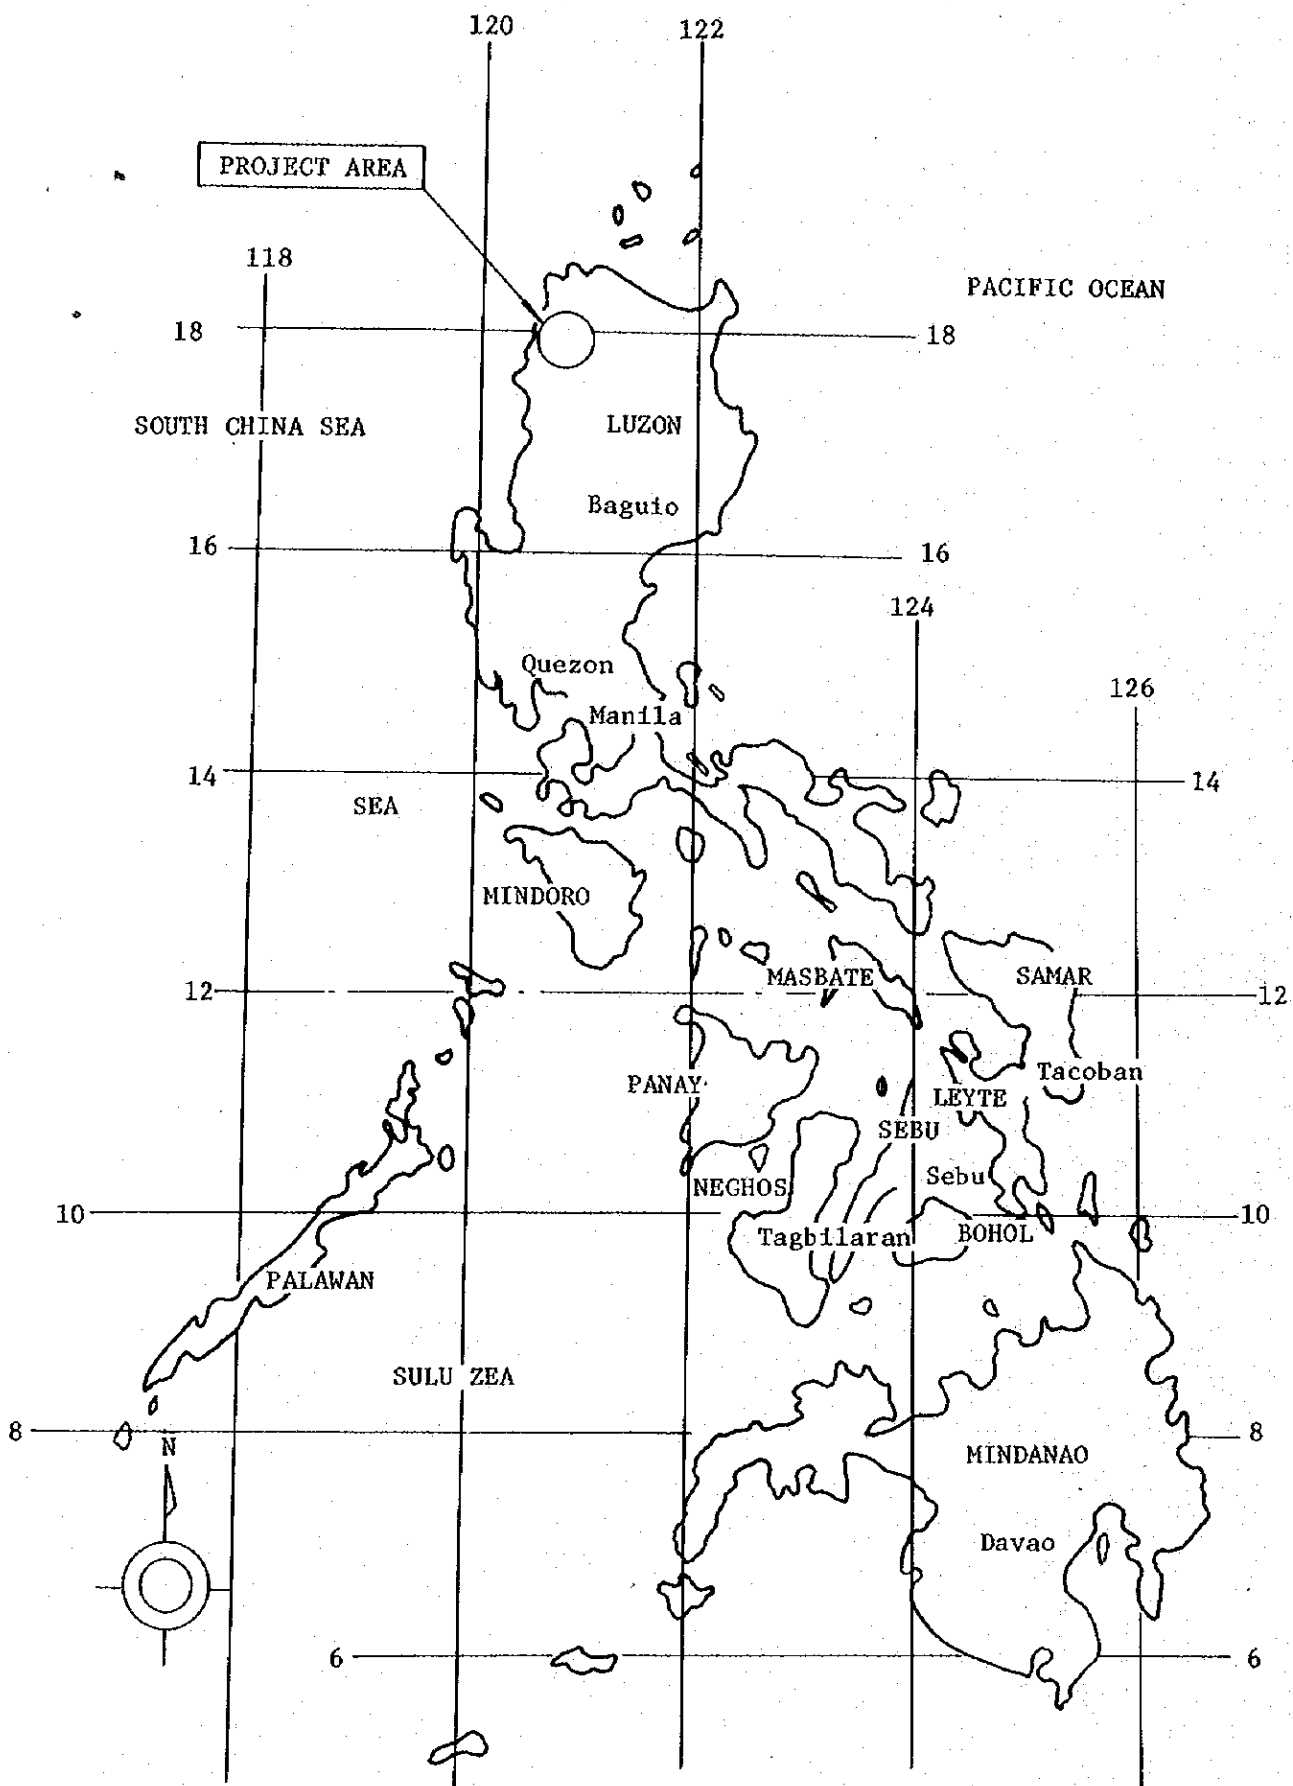 120
122
PROJECT AREA
118
PACIFIC OCEAN
18
18
SOUTH CHINA SEA
LUZON
Baguio
16
16
124
Quezon
126
Manila
14
14
SEA
MINDORO
MASBATE
SAMAR
12
12
PANAY
Tacoban
LEYTE
SEBU
Sebu
NEGHOS
10
10
Tagbilaran
BOHOL
PALAWAN
SULU ZEA
8
8
N
MINDANAO
Davao
6
6